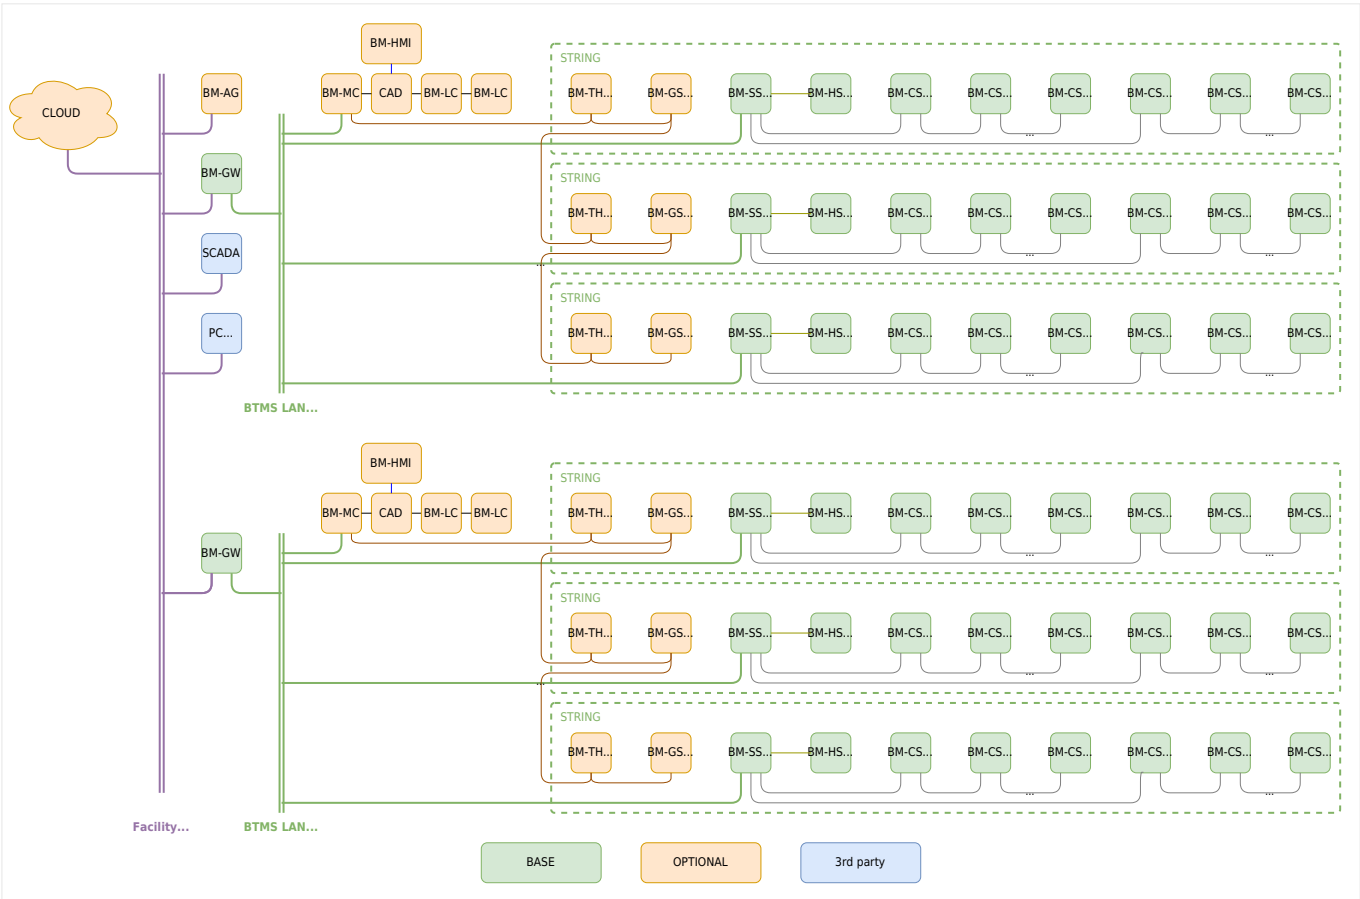 BM-HMI
STRING
BM-AG
BM-MC
CAD
BM-LC
BM-LC
BM-TH...
BM-GS...
BM-SS...
BM-HS...
BM-CS...
BM-CS...
BM-CS...
BM-CS...
BM-CS...
BM-CS...
CLOUD
...
...
BM-GW
STRING
BM-TH...
BM-GS...
BM-SS...
BM-HS...
BM-CS...
BM-CS...
BM-CS...
BM-CS...
BM-CS...
BM-CS...
SCADA
...
...
...
STRING
PC...
BM-TH...
BM-GS...
BM-SS...
BM-HS...
BM-CS...
BM-CS...
BM-CS...
BM-CS...
BM-CS...
BM-CS...
...
...
BTMS LAN...
BM-HMI
STRING
BM-MC
CAD
BM-LC
BM-LC
BM-TH...
BM-GS...
BM-SS...
BM-HS...
BM-CS...
BM-CS...
BM-CS...
BM-CS...
BM-CS...
BM-CS...
BM-GW
...
...
STRING
BM-TH...
BM-GS...
BM-SS...
BM-HS...
BM-CS...
BM-CS...
BM-CS...
BM-CS...
BM-CS...
BM-CS...
...
...
...
STRING
BM-TH...
BM-GS...
BM-SS...
BM-HS...
BM-CS...
BM-CS...
BM-CS...
BM-CS...
BM-CS...
BM-CS...
...
...
Facility...
BTMS LAN...
BASE
OPTIONAL
3rd party